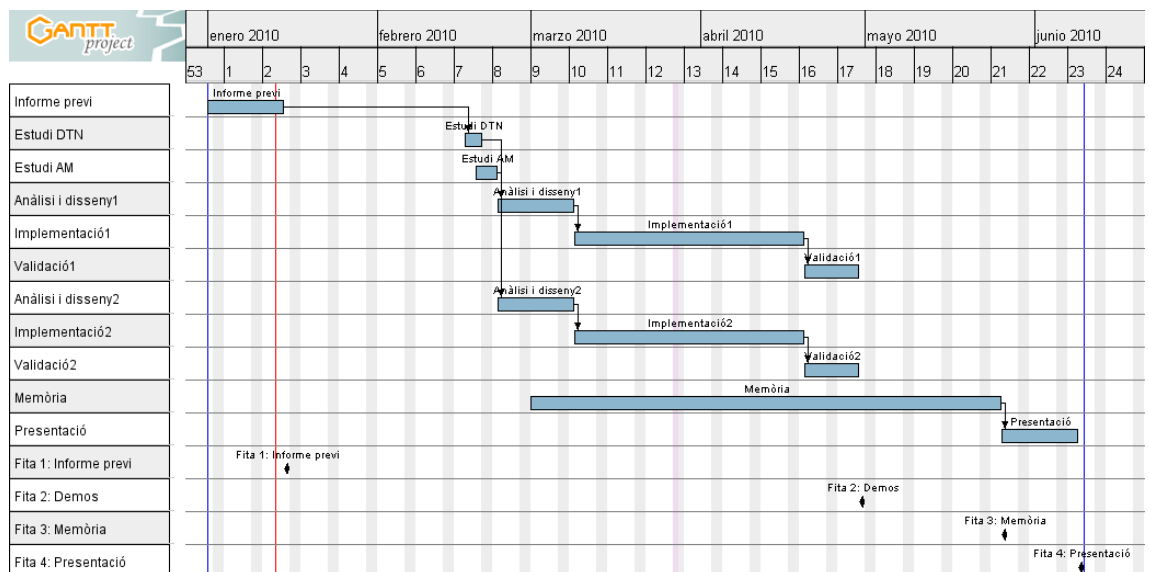 GANTT
project
enero 2010 febrero 2010 marzo 2010 abril 2010 mayo 2010 junio 2010
53 1 2 3 4 5 6 7 8 9 10 11 12 13 14 15 16 17 18 19 20 21 22 23 24
Informe previ
Informe previ
Estudi DTN
Estudi DTN
Estudi AM
Estudi AM
Anàlisi i disseny1
Anàlisi i disseny1
Implementació1
Implementació1
Validació1
Validació1
Anàlisi i disseny2
Anàlisi i disseny2
Implementació2
Implementació2
Validació2
Validació2
Memòria
Memòria
Presentació
Presentació
Fita 1: Informe previ
Fita 1: Informe previ
Fita 2: Demos
Fita 2: Demos
Fita 3: Memòria
Fita 3: Memòria
Fita 4: Presentació
Fita 4: Presentació